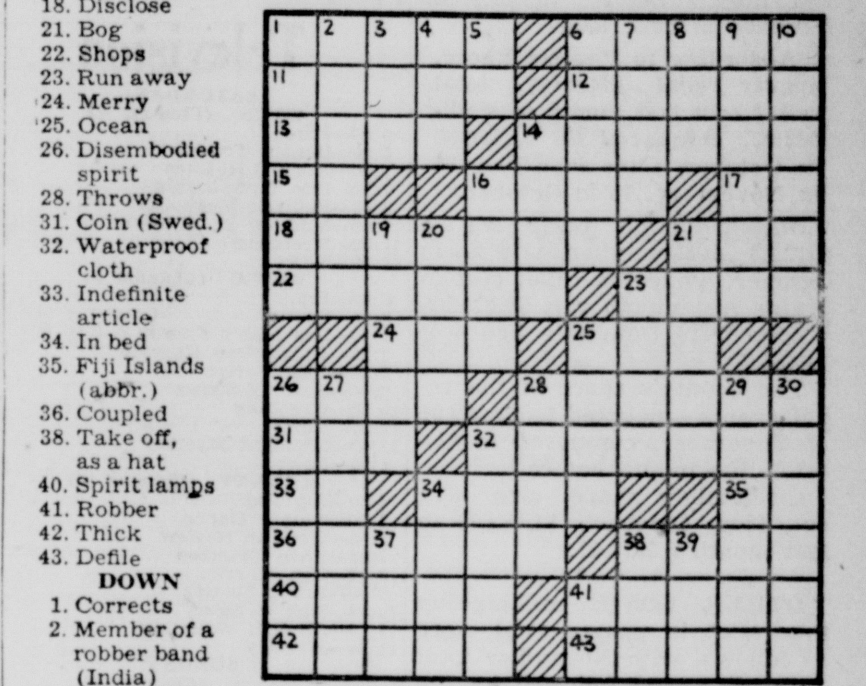 18. Disclose
21. Bog
22. Shops
23. Run away
24. Merry
25. Ocean
26. Disembodied
spirit
28. Throws
31. Coin (Swed.)
32. Waterproof
cloth
33. Indefinite
article
34. In bed
35. Fiji Islands
(abbr.)
36. Coupled
38. Take off,
as a hat
40. Spirit lamps
41. Robber
42. Thick
43. Defile
DOWN
1. Corrects
2. Member of a
robber band
(India)
1 2 3 4 5 6 7 8 9 10
11 12
13 14
15 16 17
18 19 20 21
22 23
24 25
26 27 28 29 30
31 32
33 34 35
36 37 38 39
40 41
42 43